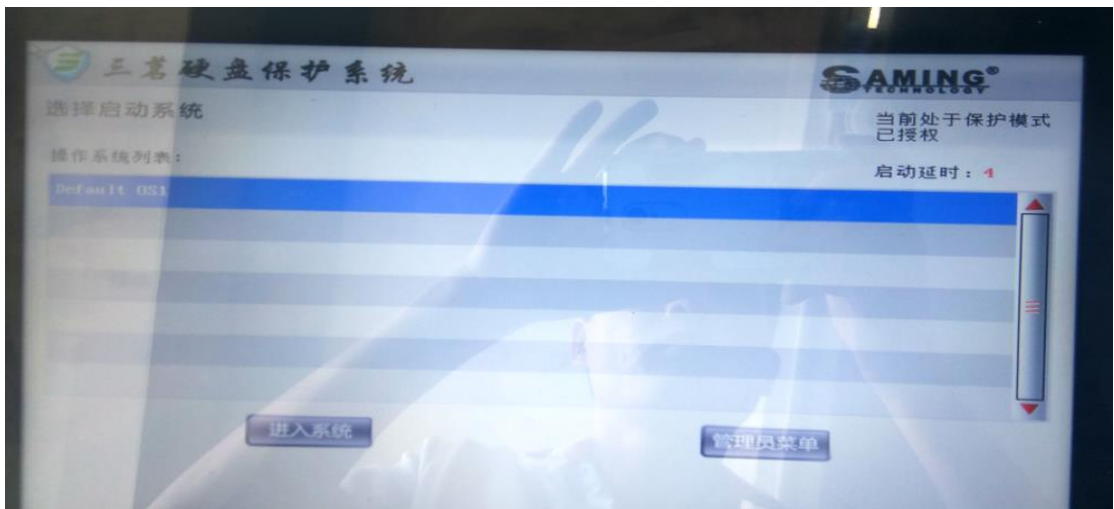 三茗硬盘保护系统
SAMING®
TECHNOLOGY
选择启动系统
当前处于保护模式
已授权
操作系统列表：
启动延时：4
Default OS1
进入系统
管理员菜单